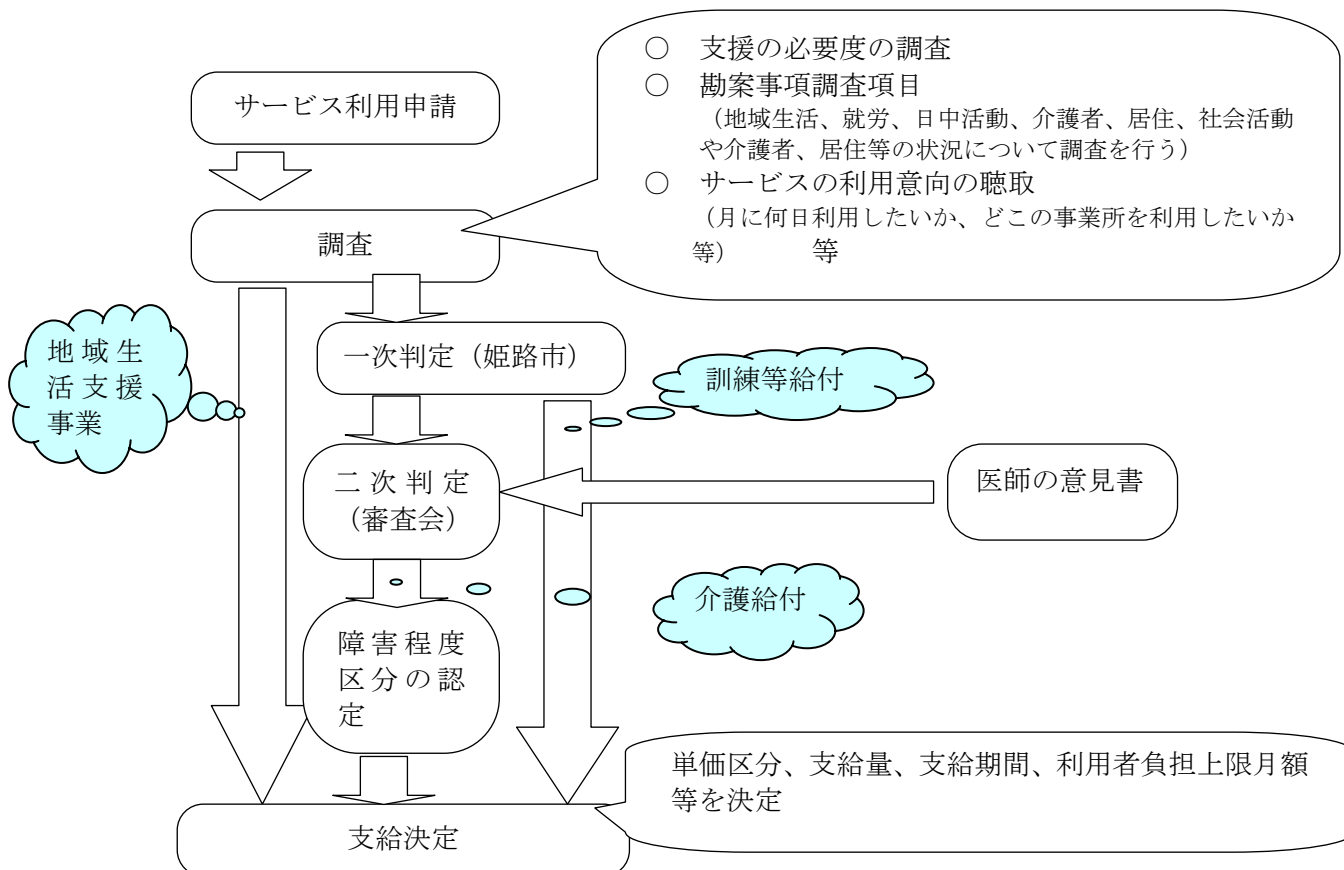 サービス利用申請
○ 支援の必要度の調査
○ 勘案事項調査項目
（地域生活、就労、日中活動、介護者、居住、社会活動
や介護者、居住等の状況について調査を行う）
○ サービスの利用意向の聴取
（月に何日利用したいか、どこの事業所を利用したいか
等） 等
調査
地域生
活支援
事業
一次判定（姫路市）
訓練等給付
二次判定
（審査会）
医師の意見書
介護給付
障害程度
区分の認
定
単価区分、支給量、支給期間、利用者負担上限月額
等を決定
支給決定